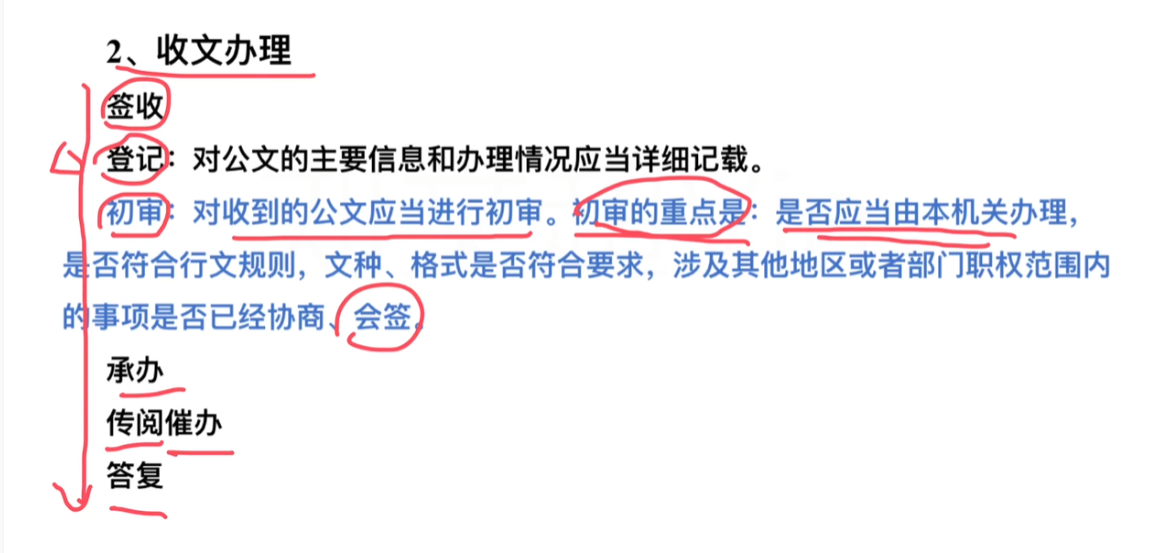 2、收文办理
签收
登记：对公文的主要信息和办理情况应当详细记载。
初审：对收到的公文应当进行初审。初审的重点是：是否应当由本机关办理，
是否符合行文规则，文种、格式是否符合要求，涉及其他地区或者部门职权范围内
的事项是否已经协商、会签。
承办
传阅催办
答复